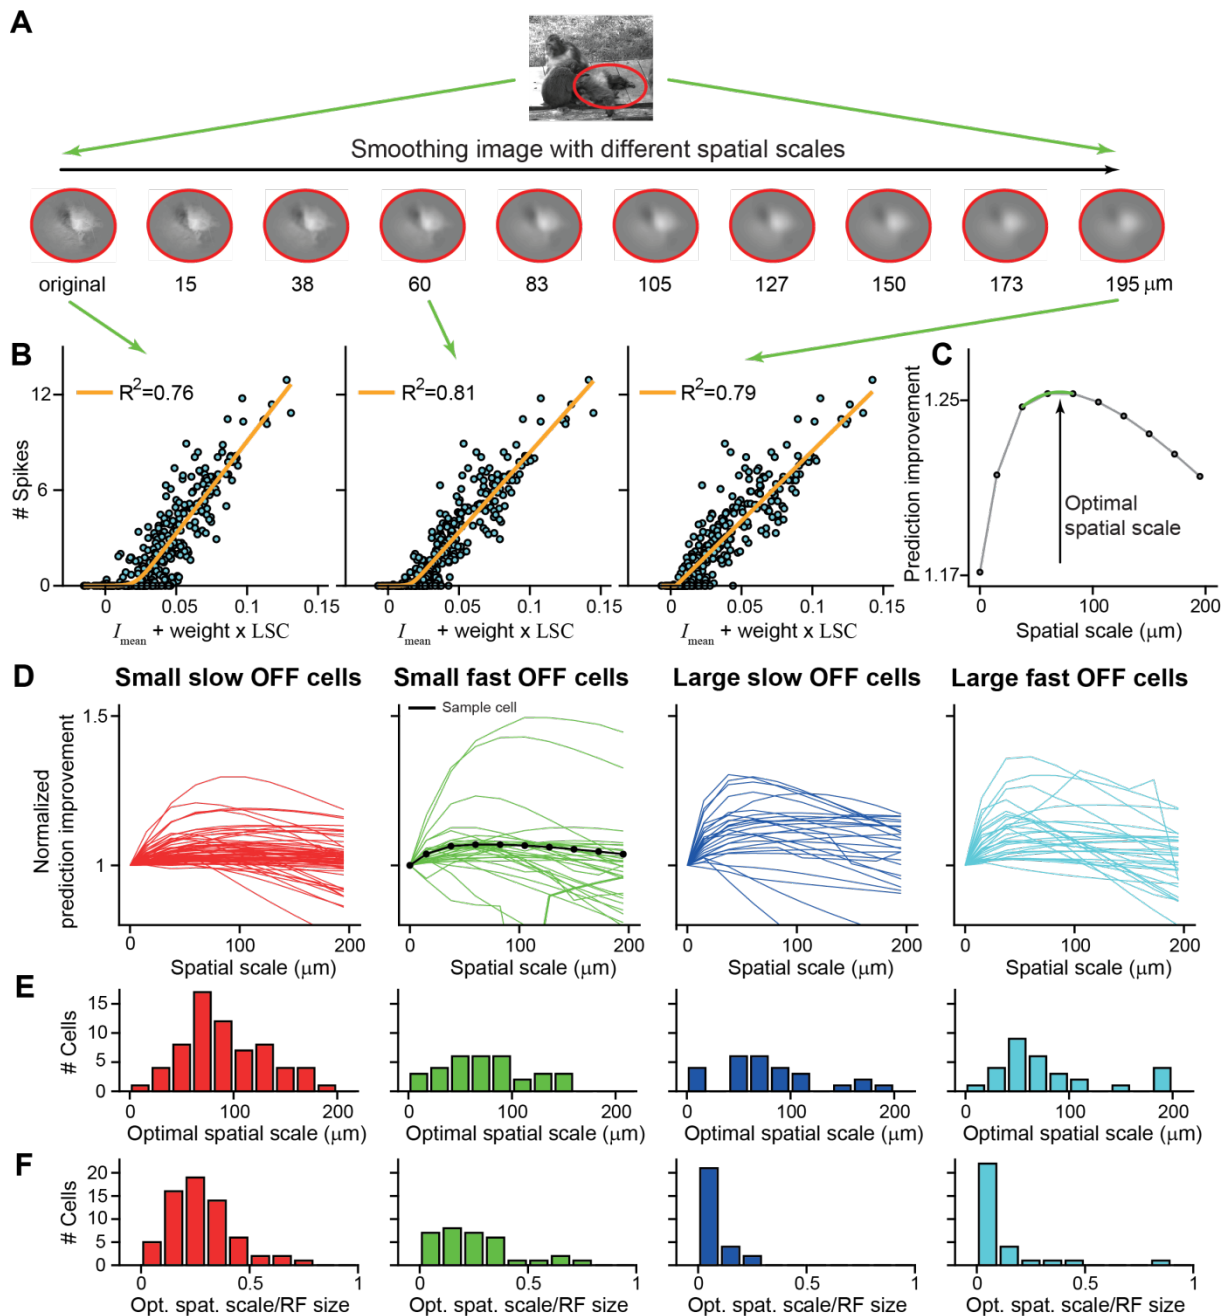 A
Smoothing image with different spatial scales
original 15 38 60 83 105 127 150 173 195 μm
B
C
R²=0.76
R²=0.81
R²=0.79
# Spikes
12
6
0
0 0.05 0.1 0.15
0 0.05 0.1 0.15
0 0.05 0.1 0.15
I mean + weight x LSC
I mean + weight x LSC
I mean + weight x LSC
Prediction improvement
1.25
1.17
Optimal
spatial scale
0 100 200
Spatial scale (μm)
D
Small slow OFF cells
Small fast OFF cells
Large slow OFF cells
Large fast OFF cells
Sample cell
Normalized
prediction improvement
1.5
1
0 100 200
0 100 200
0 100 200
0 100 200
Spatial scale (μm)
Spatial scale (μm)
Spatial scale (μm)
Spatial scale (μm)
E
# Cells
15
10
5
0
0 100 200
0 100 200
0 100 200
0 100 200
Optimal spatial scale (μm)
Optimal spatial scale (μm)
Optimal spatial scale (μm)
Optimal spatial scale (μm)
F
# Cells
20
15
10
5
0
0 0.5 1
0 0.5 1
0 0.5 1
0 0.5 1
Opt. spat. scale/RF size
Opt. spat. scale/RF size
Opt. spat. scale/RF size
Opt. spat. scale/RF size